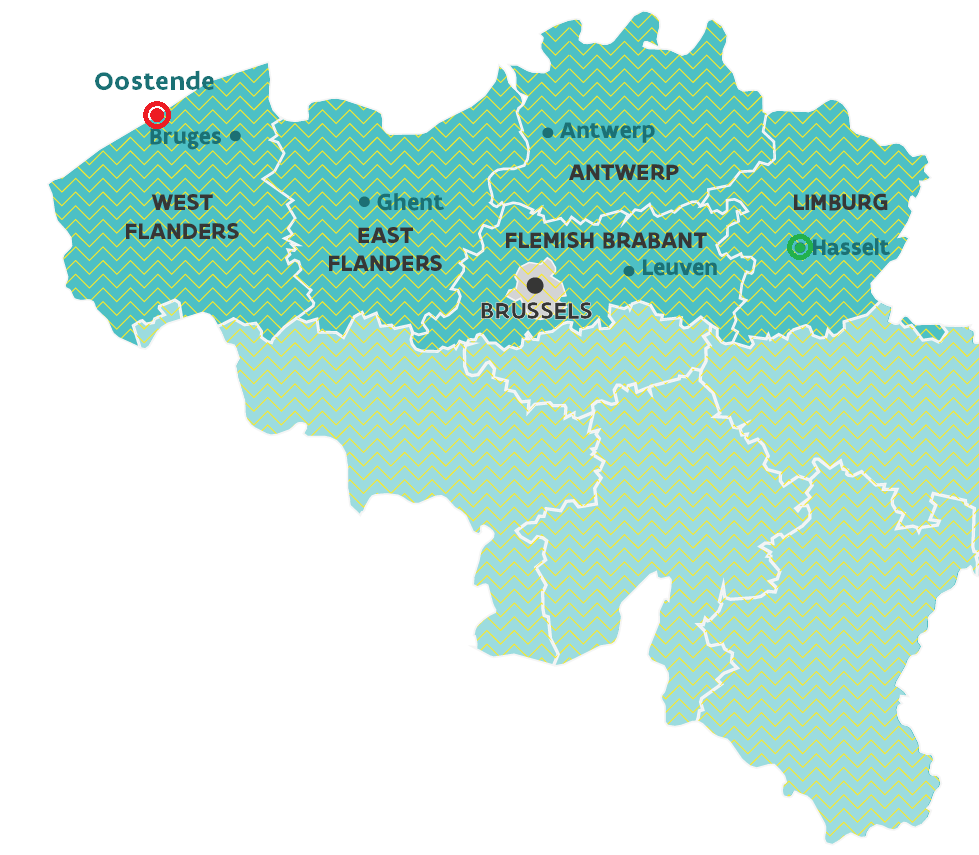 Oostende
Bruges
Antwerp
ANTWERP
WEST
FLANDERS
Ghent
EAST
FLANDERS
LIMBURG
FLEMISH BRABANT
Hasselt
Leuven
BRUSSELS